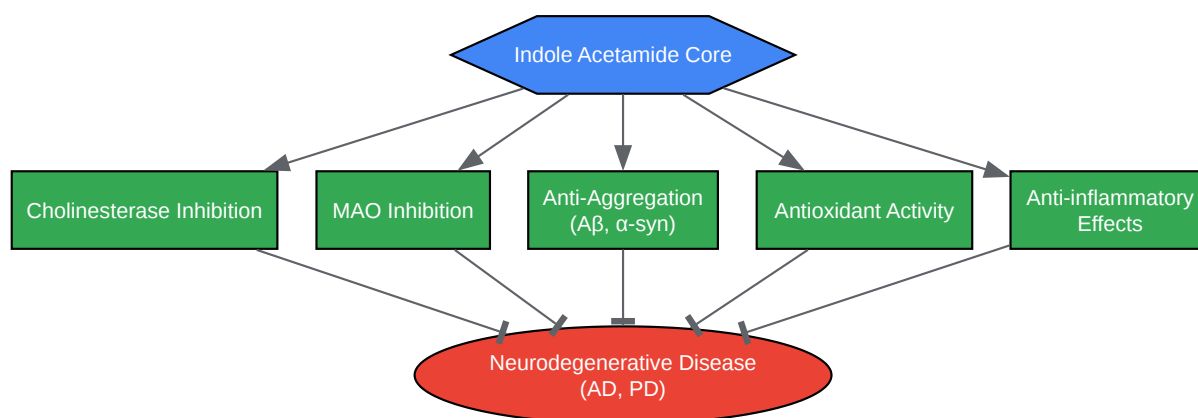 Indole Acetamide Core
Cholinesterase Inhibition
MAO Inhibition
Anti-Aggregation
(Aβ, α-syn)
Antioxidant Activity
Anti-inflammatory
Effects
Neurodegenerative Disease
(AD, PD)